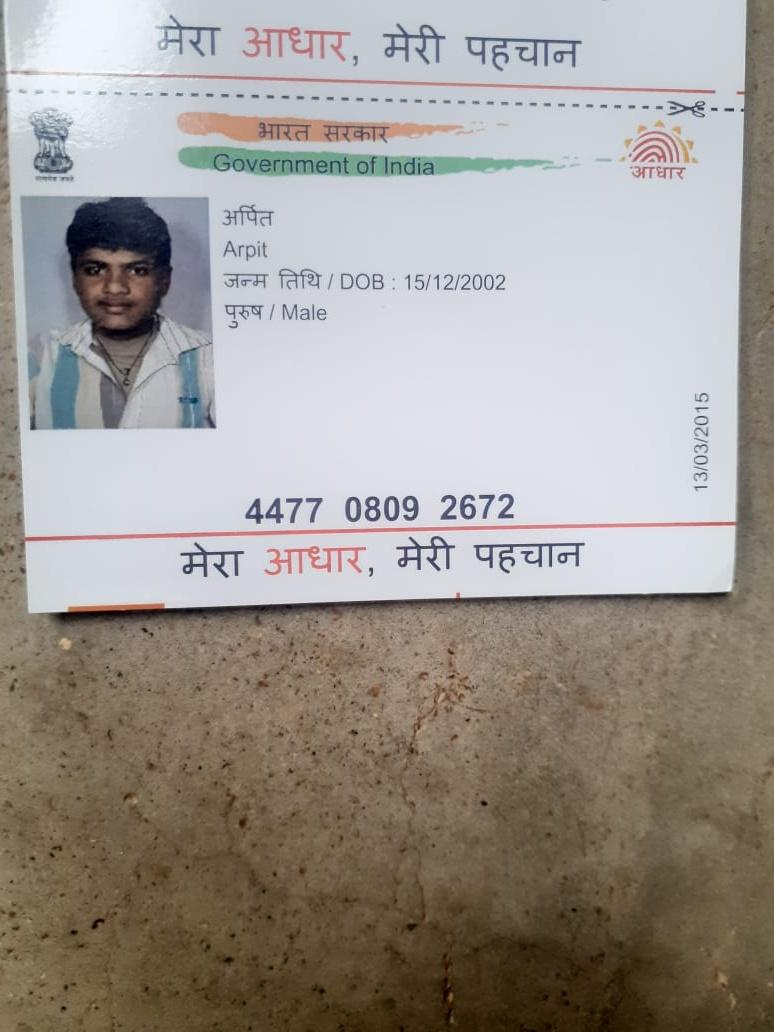 मेरा आधार, मेरी पहचान
भारत सरकार
Government of India
सत्यमेव जयते
आधार
अर्पित
Arpit
जन्म तिथि / DOB : 15/12/2002
पुरुष / Male
13/03/2015
4477 0809 2672
मेरा आधार, मेरी पहचान